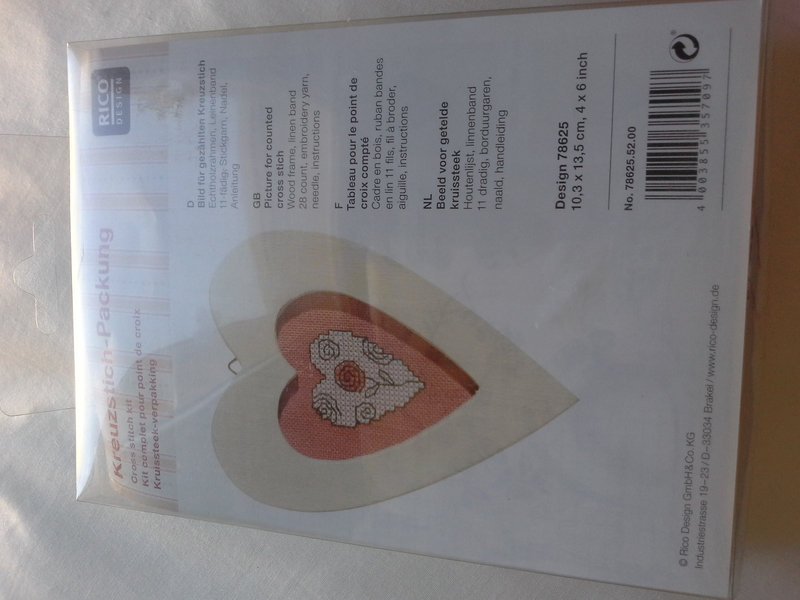 Kreuzstich-Packung
Cross stitch kit
Kit complet pour point de croix
Kruissteek-verpakking
RICO
DESIGN
D
Bild für gezählten Kreuzstich
Echtholzrahmen, Leinenband
11-fädig, Stickgarn, Nadel,
Anleitung
GB
Picture for counted
cross stich
Wood frame, linen band
28 count, embroidery yarn,
needle, instructions
F
Tableau pour le point de
croix compté
Cadre en bois, ruban bandes
en lin 11 fils, fil à broder,
aiguille, instructions
NL
Beeld voor getelde
kruissteek
Houtenlijst, linnenband
11 dradig, borduurgaren,
naald, handleiding
Design 78625
10,3 x 13,5 cm, 4 x 6 inch
No. 78625.52.00
4 003855 357097
© Rico Design GmbH & Co. KG
Industriestrasse 19–23 / D–33034 Brakel / www.rico-design.de